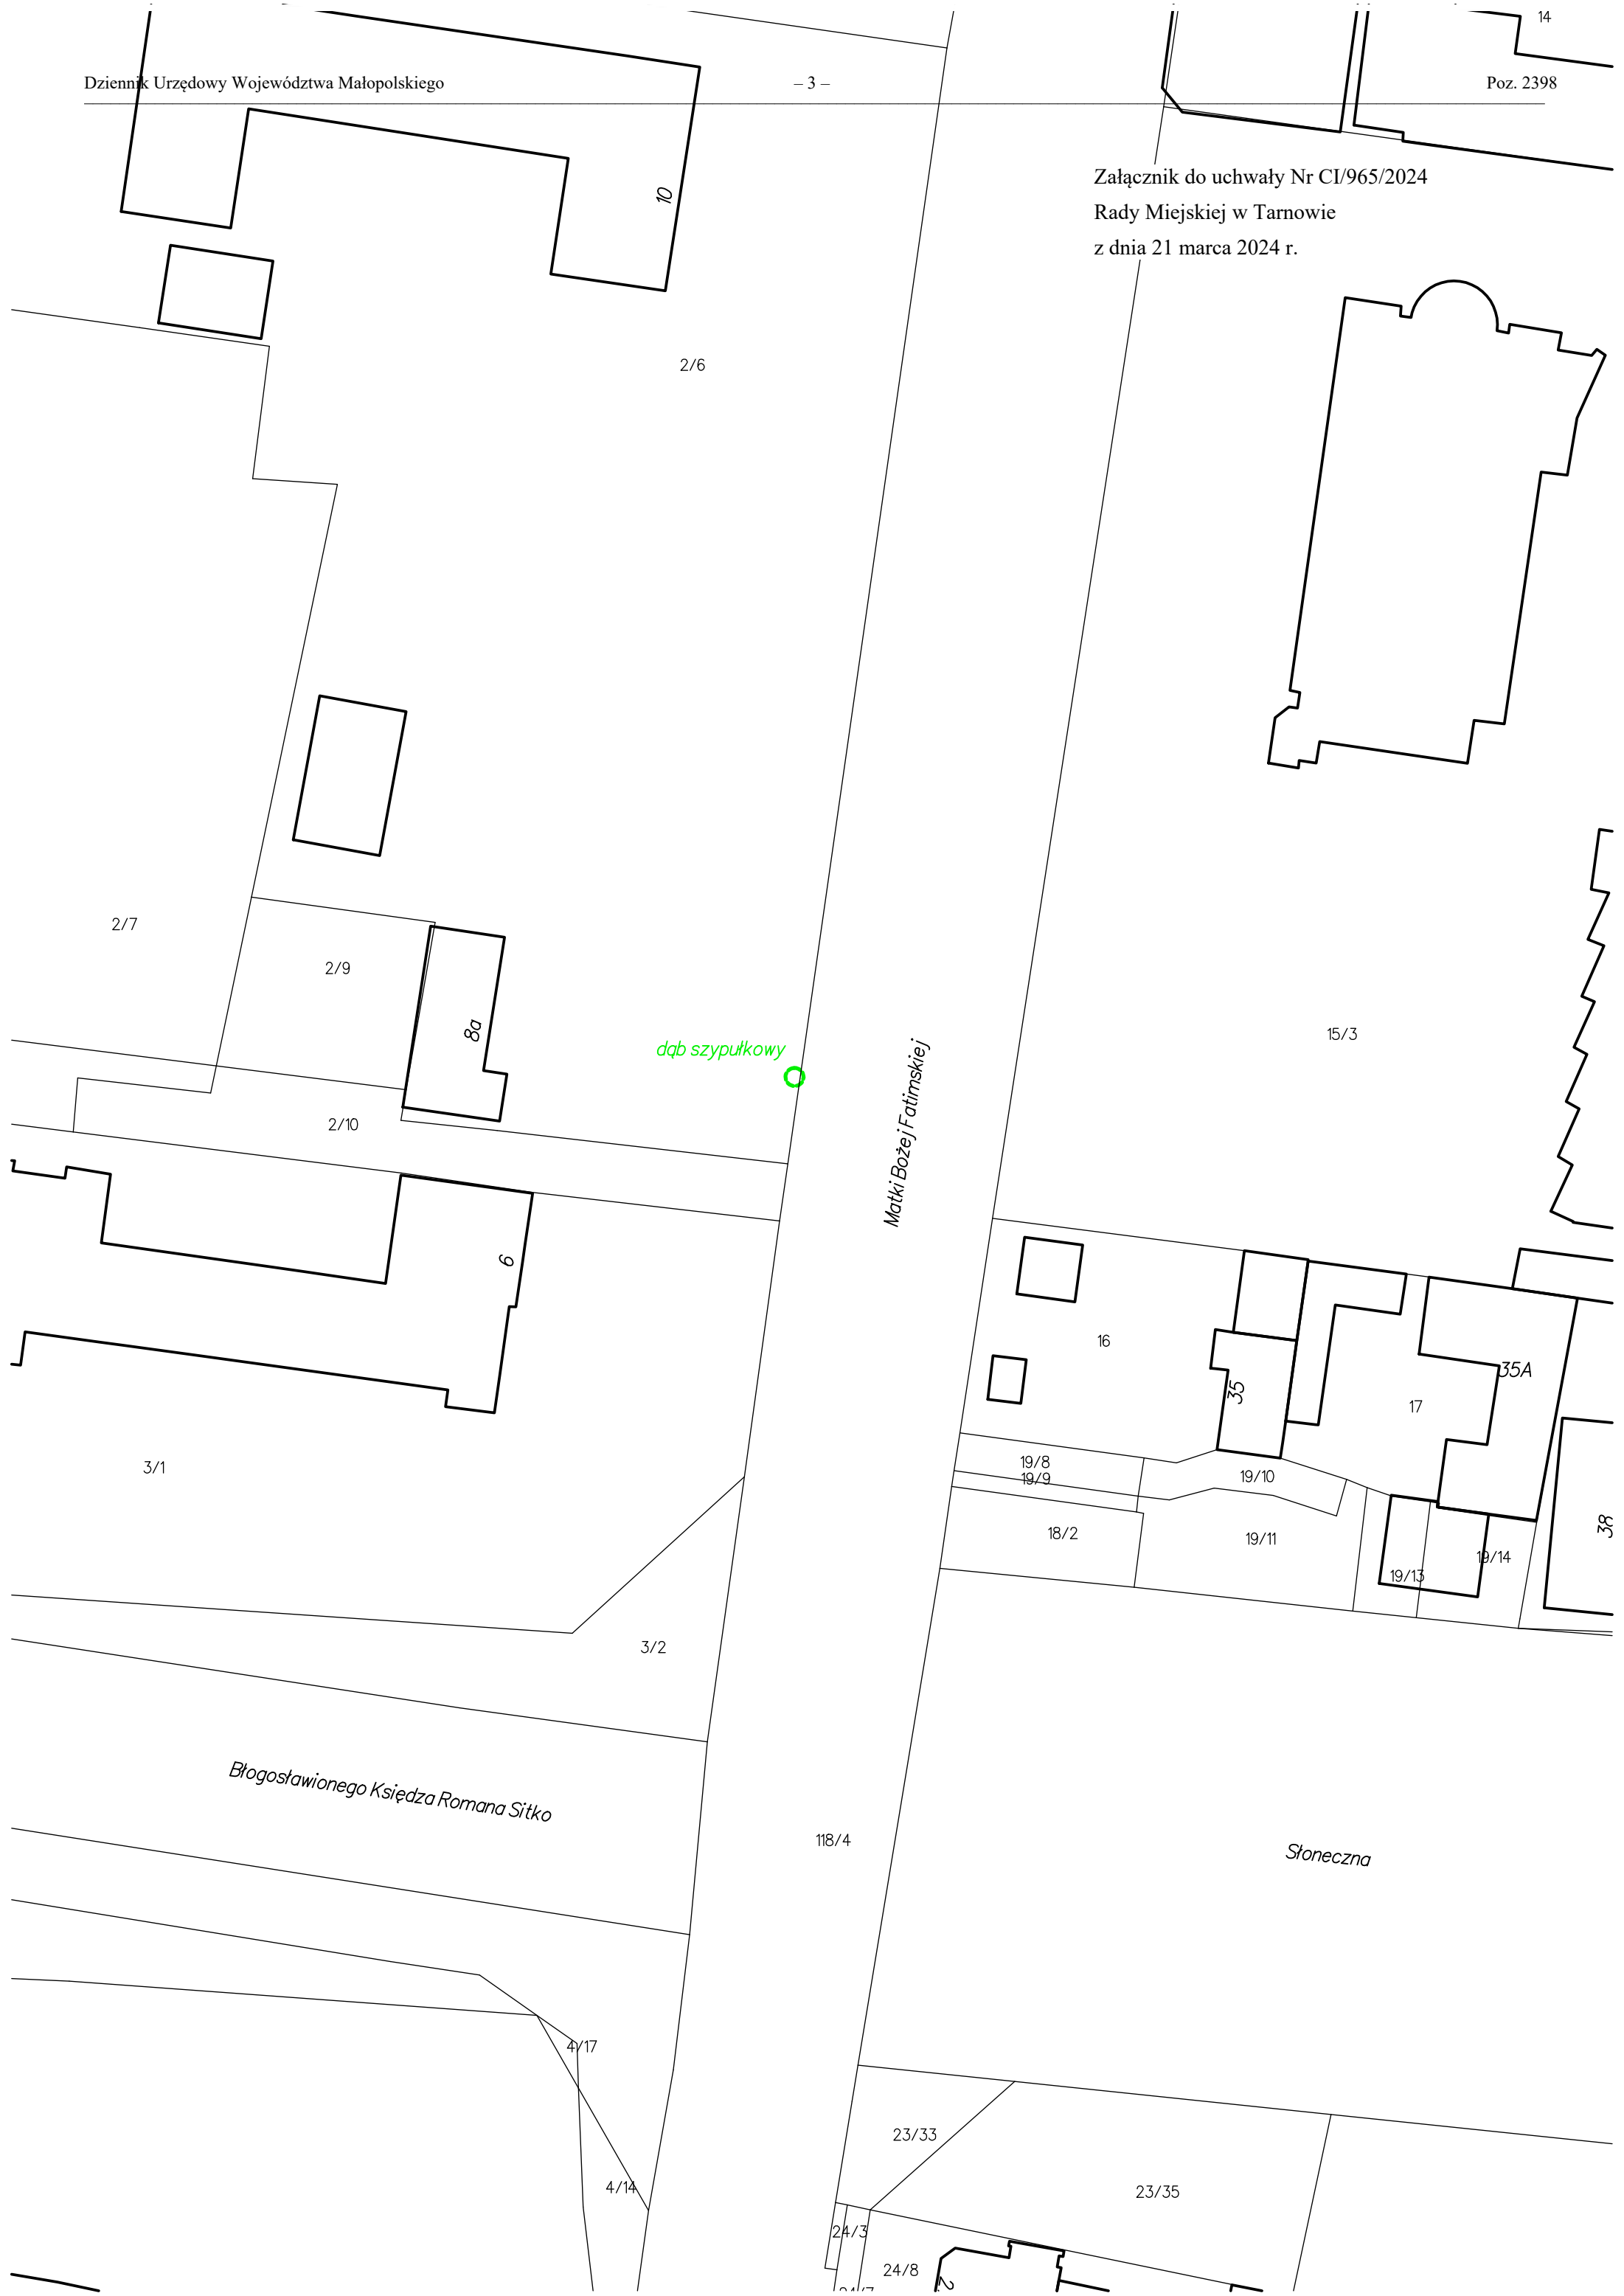 14
Dziennik Urzędowy Województwa Małopolskiego
– 3 –
Poz. 2398
Załącznik do uchwały Nr CI/965/2024
Rady Miejskiej w Tarnowie
z dnia 21 marca 2024 r.
10
2/6
2/7
2/9
8a
dąb szypułkowy
15/3
Matki Bożej Fatimskiej
2/10
6
16
35
35A
17
3/1
19/8
19/9
19/10
18/2
19/11
38
19/14
19/13
3/2
Błogosławionego Księdza Romana Sitko
118/4
Słoneczna
4/17
23/33
4/14
23/35
24/3
24/8
2